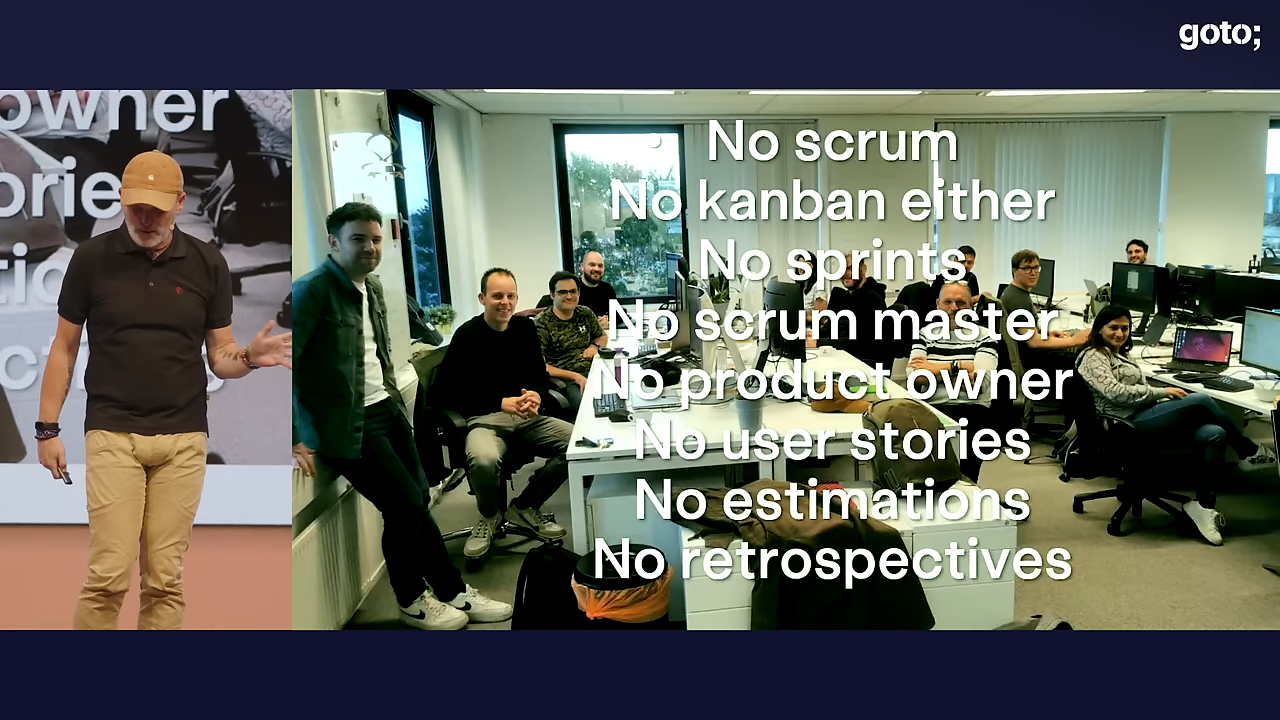 goto;
owner
No scrum
No kanban either
No sprints
No scrum master
No product owner
No user stories
No estimations
No retrospectives